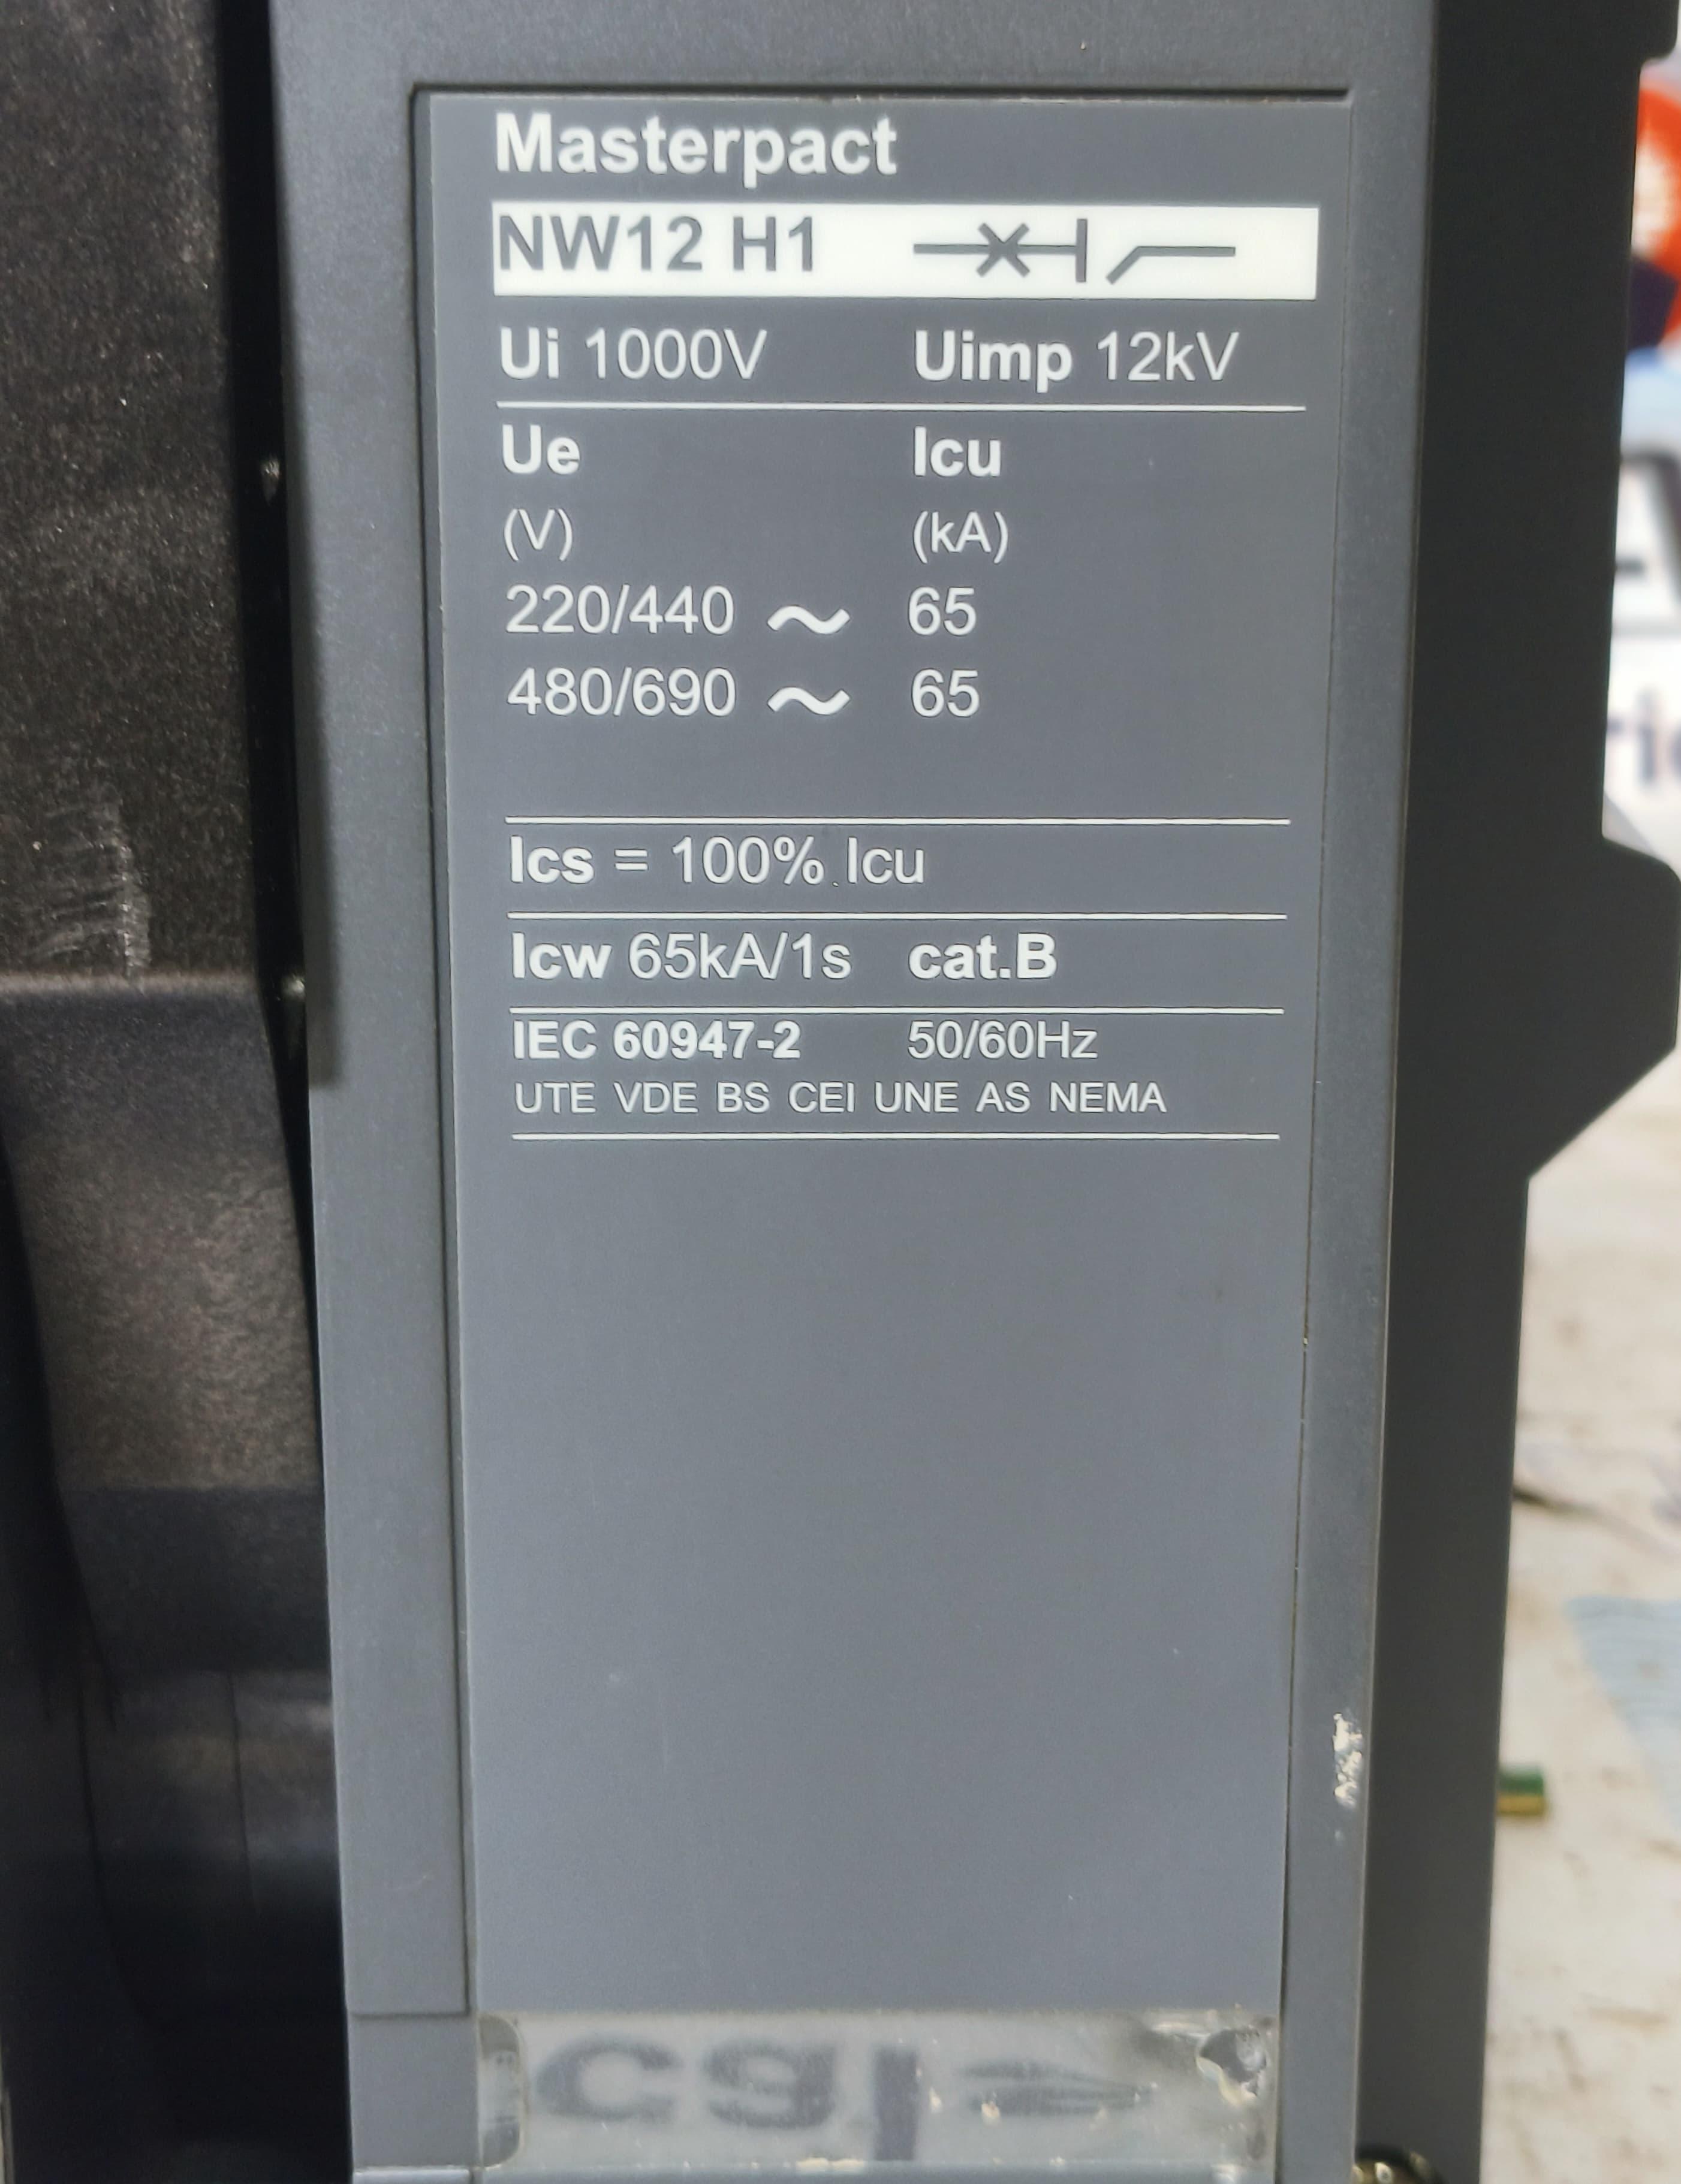 Masterpact
NW12 H1
Ui 1000V Uimp 12kV
Ue Icu
(V) (kA)
220/440 ~ 65
480/690 ~ 65
Ics = 100% Icu
Icw 65kA/1s cat.B
IEC 60947-2 50/60Hz
UTE VDE BS CEI UNE AS NEMA